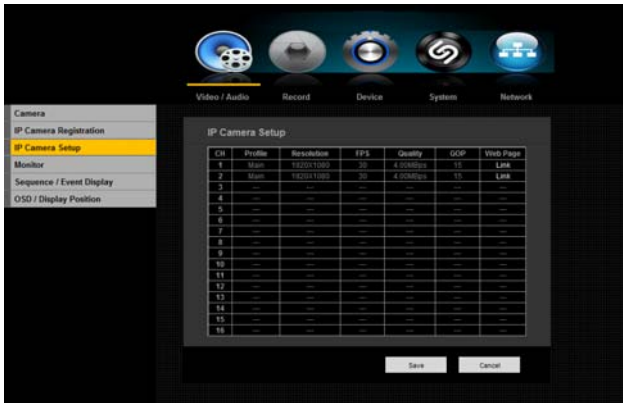 Video / Audio Record Device System Network
Camera
IP Camera Registration
IP Camera Setup
Monitor
Sequence / Event Display
OSD / Display Position
IP Camera Setup
CH Profile Resolution FPS Quality GOP Web Page
1 Main 1920X1080 30 4.00MBps 15 Link
2 Main 1920X1080 30 4.00MBps 15 Link
3 --- --- --- --- --- ---
4 --- --- --- --- --- ---
5 --- --- --- --- --- ---
6 --- --- --- --- --- ---
7 --- --- --- --- --- ---
8 --- --- --- --- --- ---
9 --- --- --- --- --- ---
10 --- --- --- --- --- ---
11 --- --- --- --- --- ---
12 --- --- --- --- --- ---
13 --- --- --- --- --- ---
14 --- --- --- --- --- ---
15 --- --- --- --- --- ---
16 --- --- --- --- --- ---
Save Cancel